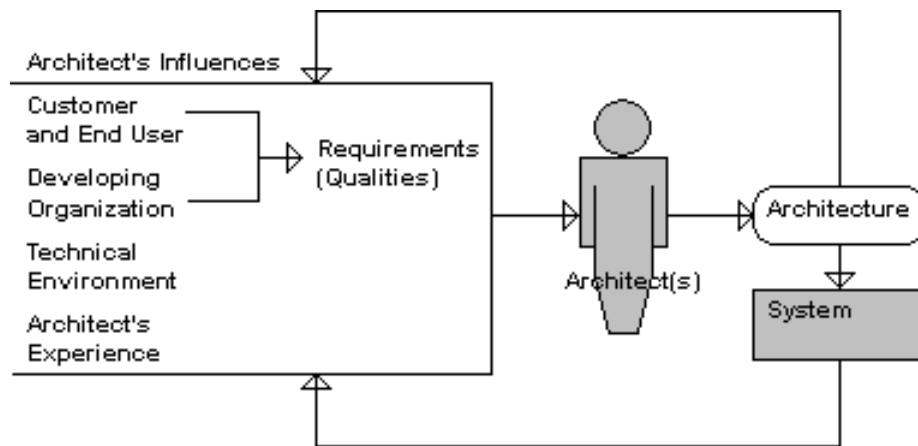 Architect's Influences
Customer
and End User
Requirements
(Qualities)
Developing
Organization
Technical
Environment
Architect's
Experience
Architect(s)
Architecture
System